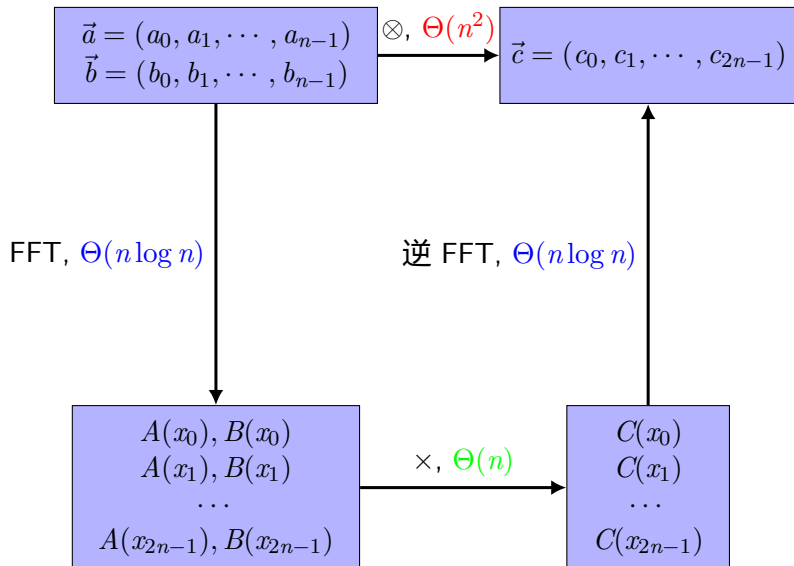 a⃗ = (a₀, a₁, ⋯ , aₙ₋₁)
b⃗ = (b₀, b₁, ⋯ , bₙ₋₁)
⊗, Θ(n²)
c⃗ = (c₀, c₁, ⋯ , c₂ₙ₋₁)
FFT, Θ(n log n)
逆 FFT, Θ(n log n)
A(x₀), B(x₀)
A(x₁), B(x₁)
⋯
A(x₂ₙ₋₁), B(x₂ₙ₋₁)
×, Θ(n)
C(x₀)
C(x₁)
⋯
C(x₂ₙ₋₁)